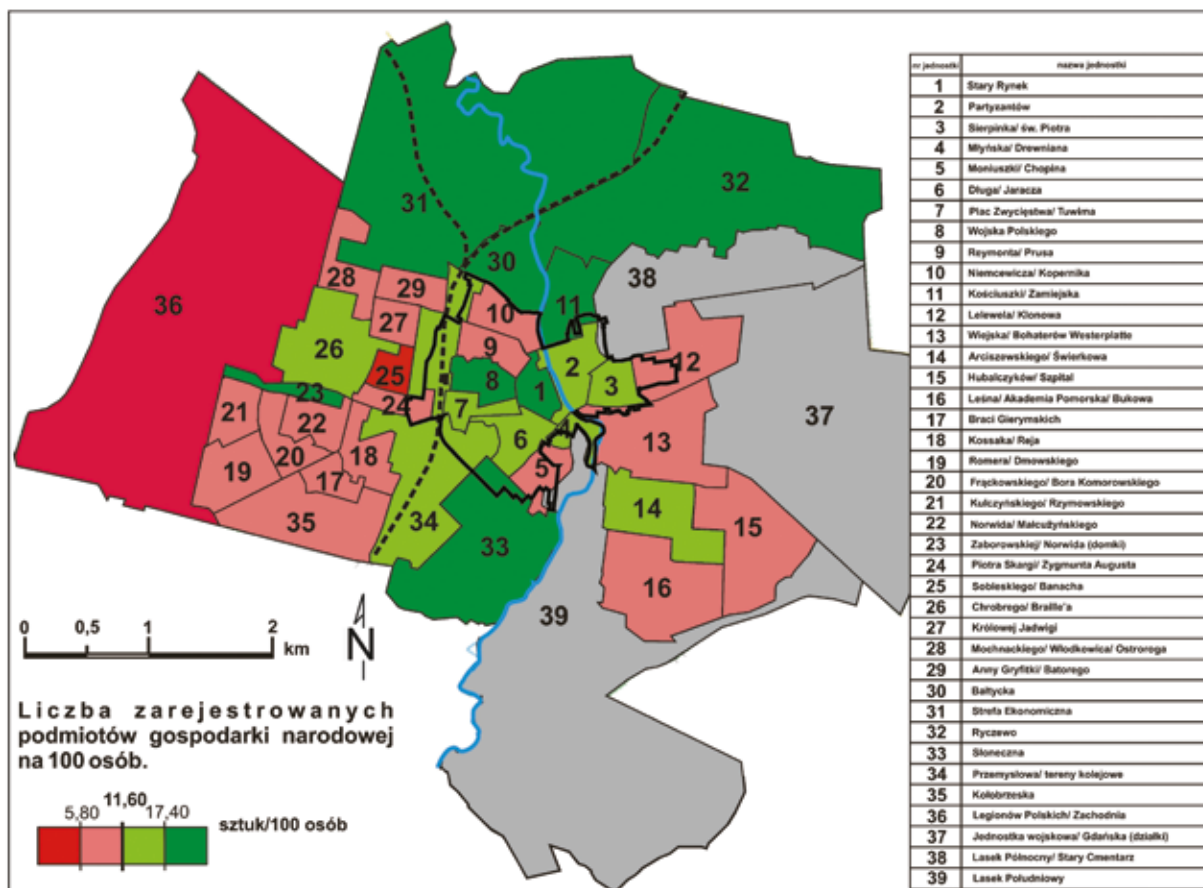 31
32
30
38
36
28
29
10
11
27
26
9
2
12
25
8
1
3
23
24
7
37
21
22
4
6
13
20
18
5
19
17
14
35
34
15
33
16
39
0 0,5 1 2
km
N
Liczba zarejestrowanych
podmiotów gospodarki narodowej
na 100 osób.
5,80 11,60 17,40
sztuk/100 osób
nr jednostki nazwa jednostki
1 Stary Rynek
2 Partyzantów
3 Sierpinka/ św. Piotra
4 Młyńska/ Drewniana
5 Moniuszki/ Chopina
6 Długa/ Jaracza
7 Plac Zwycięstwa/ Tuwima
8 Wojska Polskiego
9 Reymonta/ Prusa
10 Niemcewicza/ Kopernika
11 Kościuszki/ Zamiejska
12 Lelewela/ Klonowa
13 Wiejska/ Bohaterów Westerplatte
14 Arciszewskiego/ Świerkowa
15 Hubalczyków/ Szpital
16 Leśna/ Akademia Pomorska/ Bukowa
17 Braci Gierymskich
18 Kossaka/ Reja
19 Romera/ Dmowskiego
20 Frąckowskiego/ Bora Komorowskiego
21 Kulczyńskiego/ Rzymowskiego
22 Norwida/ Małcużyńskiego
23 Zaborowskiej/ Norwida (domki)
24 Piotra Skargi/ Zygmunta Augusta
25 Sobieskiego/ Banacha
26 Chrobrego/ Braille'a
27 Królowej Jadwigi
28 Mochnackiego/ Włodkowica/ Ostroroga
29 Anny Gryfitki/ Batorego
30 Bałtycka
31 Strefa Ekonomiczna
32 Ryczewo
33 Słoneczna
34 Przemysłowa/ tereny kolejowe
35 Kołobrzeska
36 Legionów Polskich/ Zachodnia
37 Jednostka wojskowa/ Gdańska (działki)
38 Lasek Północny/ Stary Cmentarz
39 Lasek Południowy